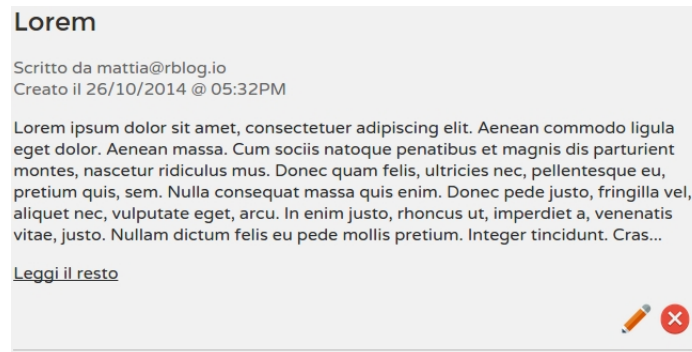 Lorem
Scritto da mattia@rblog.io
Creato il 26/10/2014 @ 05:32PM
Lorem ipsum dolor sit amet, consectetuer adipiscing elit. Aenean commodo ligula
eget dolor. Aenean massa. Cum sociis natoque penatibus et magnis dis parturient
montes, nascetur ridiculus mus. Donec quam felis, ultricies nec, pellentesque eu,
pretium quis, sem. Nulla consequat massa quis enim. Donec pede justo, fringilla vel,
aliquet nec, vulputate eget, arcu. In enim justo, rhoncus ut, imperdiet a, venenatis
vitae, justo. Nullam dictum felis eu pede mollis pretium. Integer tincidunt. Cras...
Leggi il resto